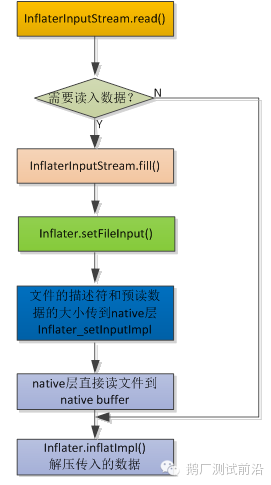 InflaterInputStream.read()
需要读入数据?
N
Y
InflaterInputStream.fill()
Inflater.setFileInput()
文件的描述符和预读数
据的大小传到native层
Inflater_setInputImpl
native层直接读文件到
native buffer
Inflater.inflatImpl()
解压传入的数据
鹅厂测试前沿